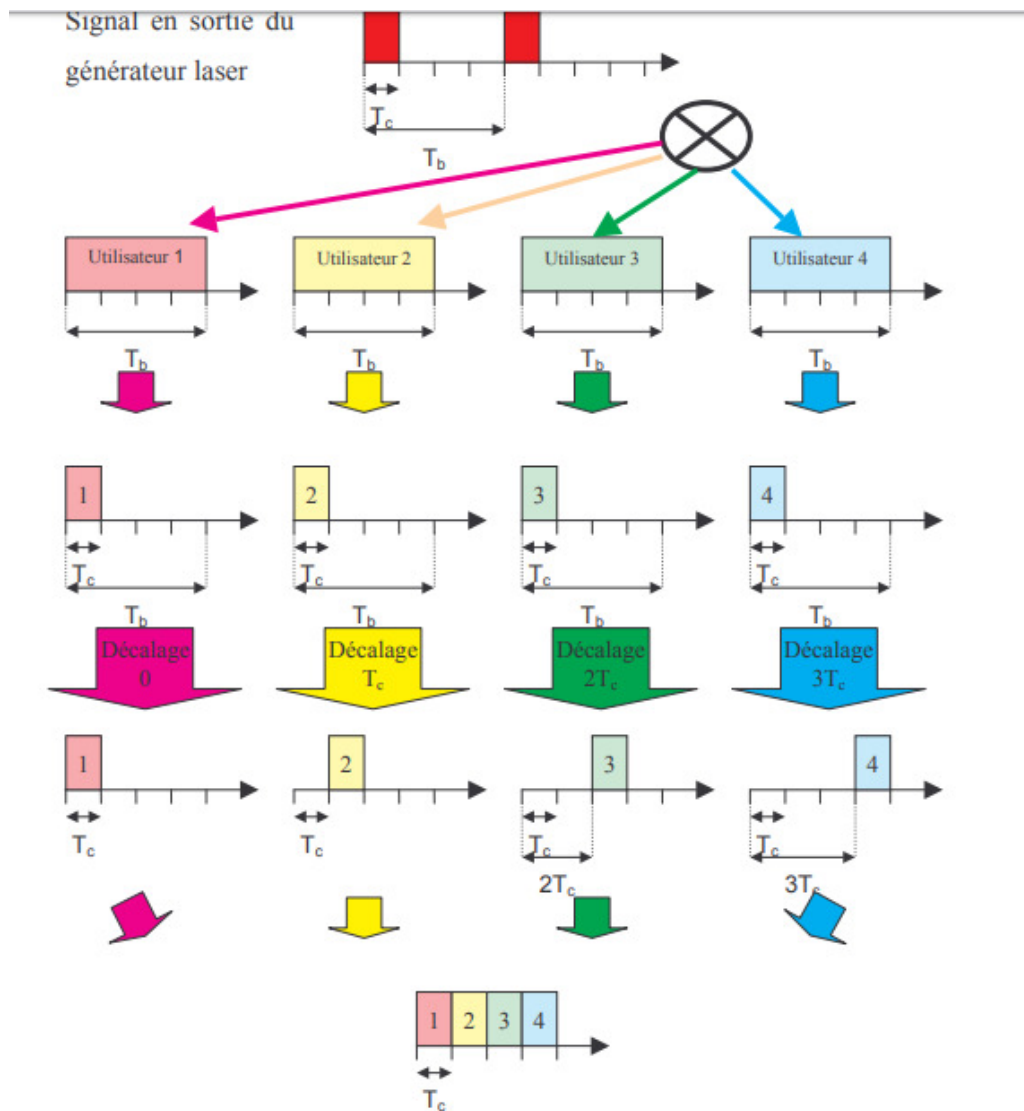 Signal en sortie du
générateur laser
Tc
Tb
Utilisateur 1
Utilisateur 2
Utilisateur 3
Utilisateur 4
Tb
Tb
Tb
Tb
1
2
3
4
Tc
Tc
Tc
Tc
Tb
Tb
Tb
Tb
Décalage
0
Décalage
Tc
Décalage
2Tc
Décalage
3Tc
1
2
3
4
Tc
Tc
Tc
Tc
2Tc
3Tc
1 2 3 4
Tc